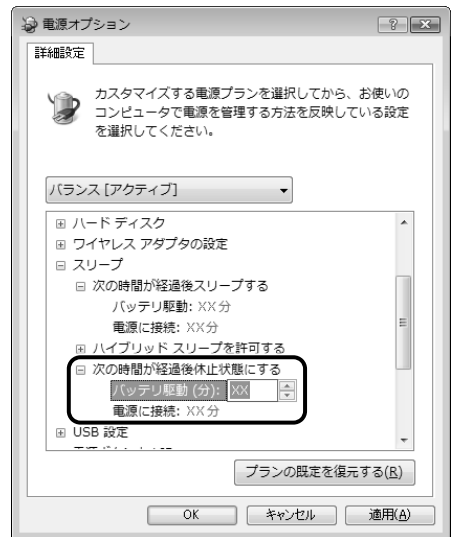 電源オプション
詳細設定
カスタマイズする電源プランを選択してから、お使いの
コンピュータで電源を管理する方法を反映している設定
を選択してください。
バランス [アクティブ]
ハード ディスク
ワイヤレス アダプタの設定
スリープ
次の時間が経過後スリープする
バッテリ駆動: XX分
電源に接続: XX分
ハイブリッド スリープを許可する
次の時間が経過後休止状態にする
バッテリ駆動 (分): XX
電源に接続: XX分
USB 設定
プランの既定を復元する(R)
OK キャンセル 適用(A)